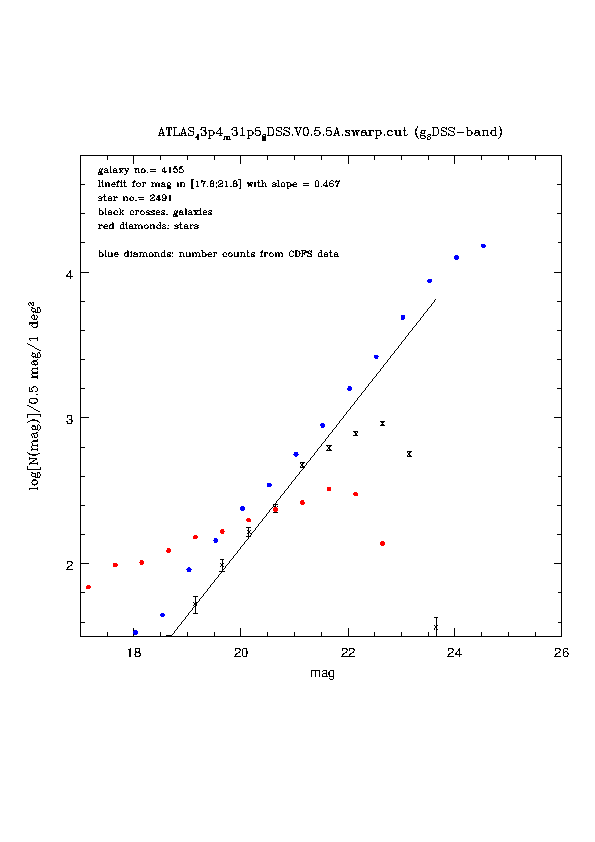 ATLAS_43p4_m31p5_gDSS.V0.5.5A.swarp.cut (g_SDSS-band)
galaxy no.= 4155
linefit for mag in [17.8;21.8] with slope = 0.467
star no.= 2491
black crosses: galaxies
red diamonds: stars
blue diamonds: number counts from CDFS data
log[N(mag)]/0.5 mag/1 deg²
4
3
2
18 20 22 24 26
mag